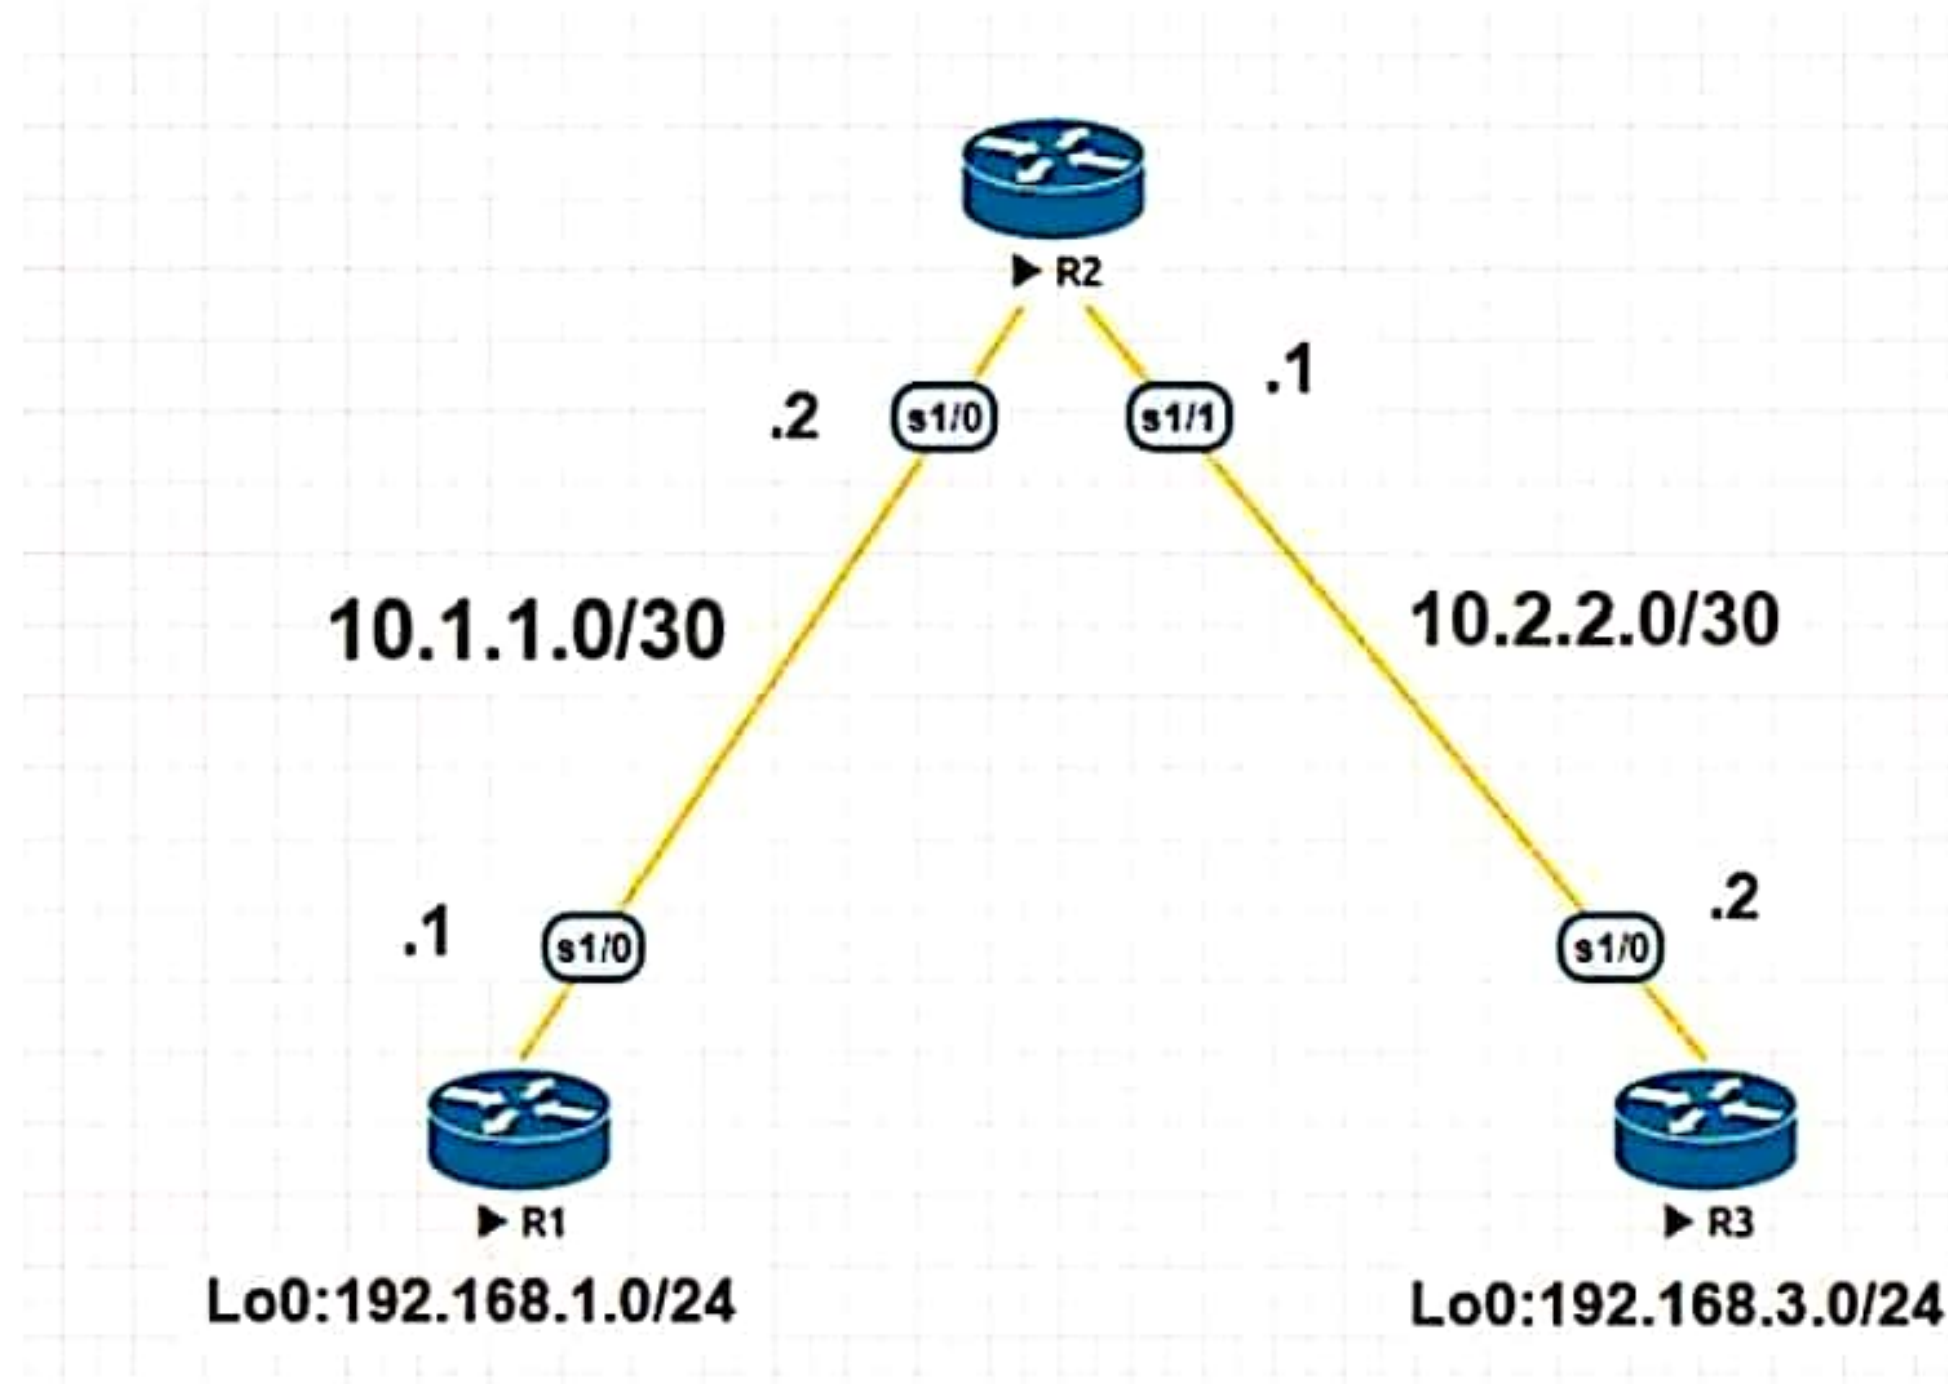 R2
.2
s1/0
s1/1
.1
10.1.1.0/30
10.2.2.0/30
.1
s1/0
s1/0
.2
R1
R3
Lo0:192.168.1.0/24
Lo0:192.168.3.0/24